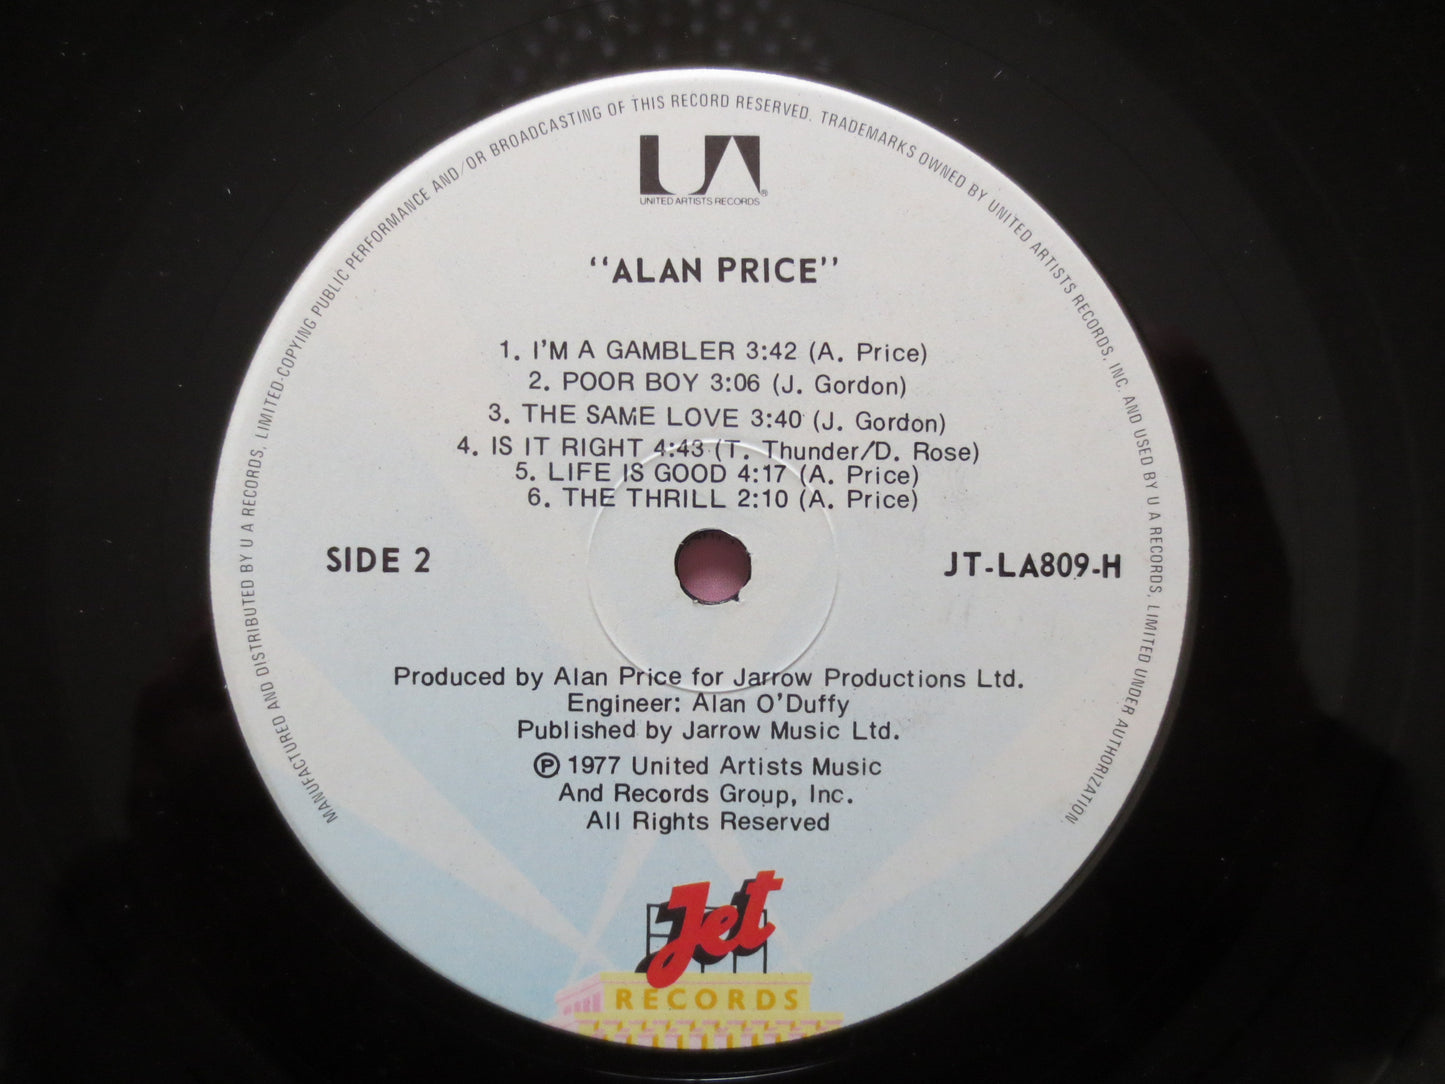 UA
UNITED ARTISTS RECORDS®
"ALAN PRICE"
1. I'M A GAMBLER 3:42 (A. Price)
2. POOR BOY 3:06 (J. Gordon)
3. THE SAME LOVE 3:40 (J. Gordon)
4. IS IT RIGHT 4:43 (T. Thunder/D. Rose)
5. LIFE IS GOOD 4:17 (A. Price)
6. THE THRILL 2:10 (A. Price)
SIDE 2
JT-LA809-H
Produced by Alan Price for Jarrow Productions Ltd.
Engineer: Alan O'Duffy
Published by Jarrow Music Ltd.
℗ 1977 United Artists Music
And Records Group, Inc.
All Rights Reserved
Jet
RECORDS
MANUFACTURED AND DISTRIBUTED BY U A RECORDS, LIMITED-COPYING PUBLIC PERFORMANCE AND/OR BROADCASTING OF THIS RECORD RESERVED. TRADEMARKS OWNED BY UNITED ARTISTS RECORDS, INC. AND USED BY U A RECORDS, LIMITED UNDER AUTHORIZATION.